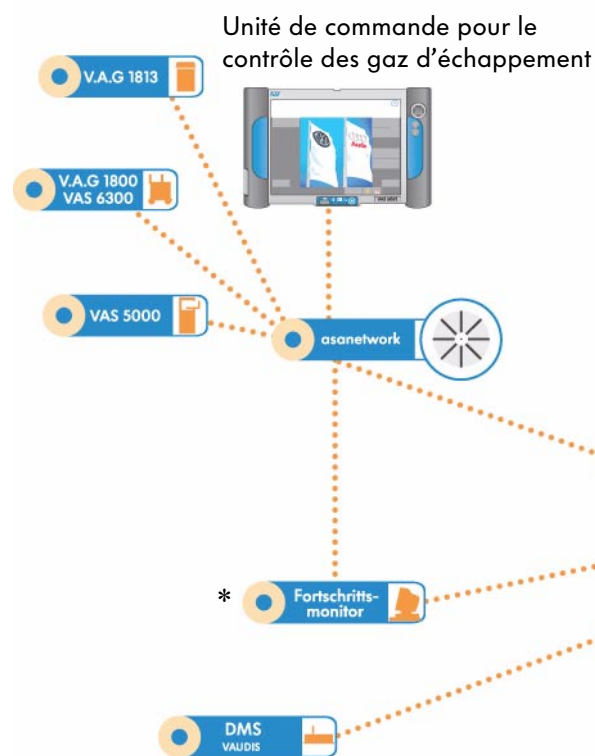 Unité de commande pour le
contrôle des gaz d’échappement
V.A.G 1813
V.A.G 1800
VAS 6300
VAS 5000
asanetwork
* Fortschritts-
monitor
DMS
VAUDIS